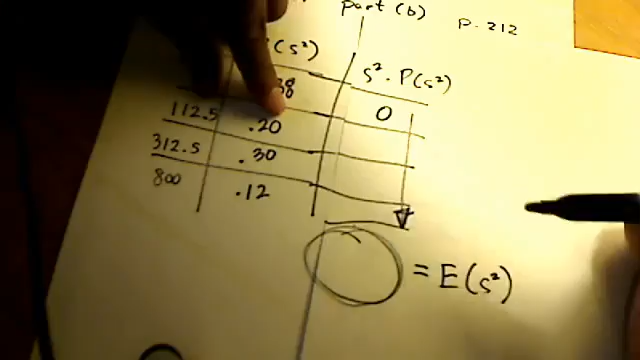 part (b) p. 212
(s²) s² · P(s²)
38 0
112.5 .20
312.5 .30
800 .12
= E(s²)